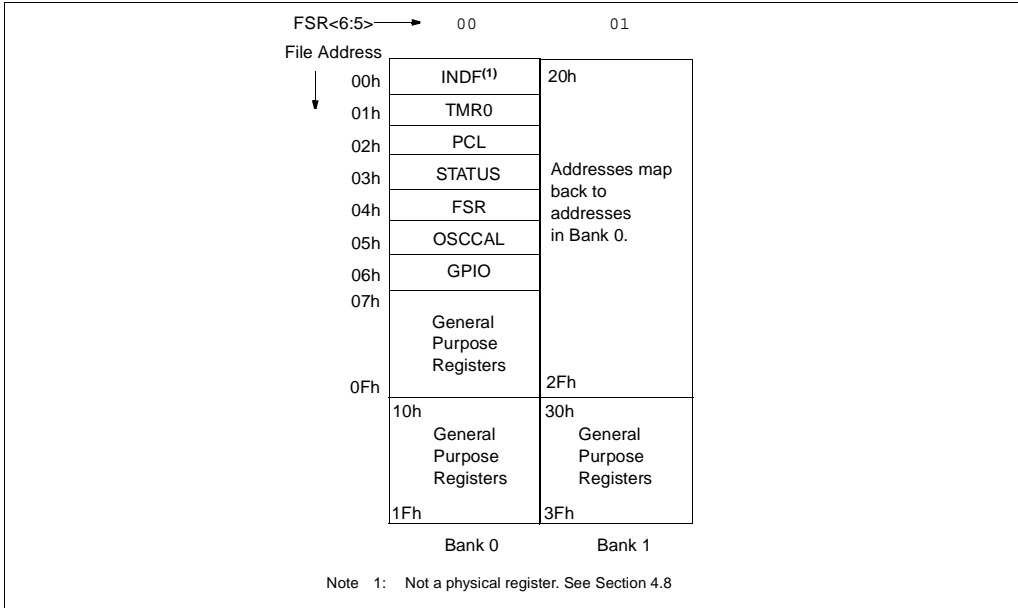 FSR<6:5> 00 01
File Address
00h INDF(1) 20h
01h TMR0
02h PCL
03h STATUS Addresses map
back to
04h FSR addresses
05h OSCCAL in Bank 0.
06h GPIO
07h
General
Purpose
Registers
0Fh 2Fh
10h 30h
General General
Purpose Purpose
Registers Registers
1Fh 3Fh
Bank 0 Bank 1
Note 1: Not a physical register. See Section 4.8